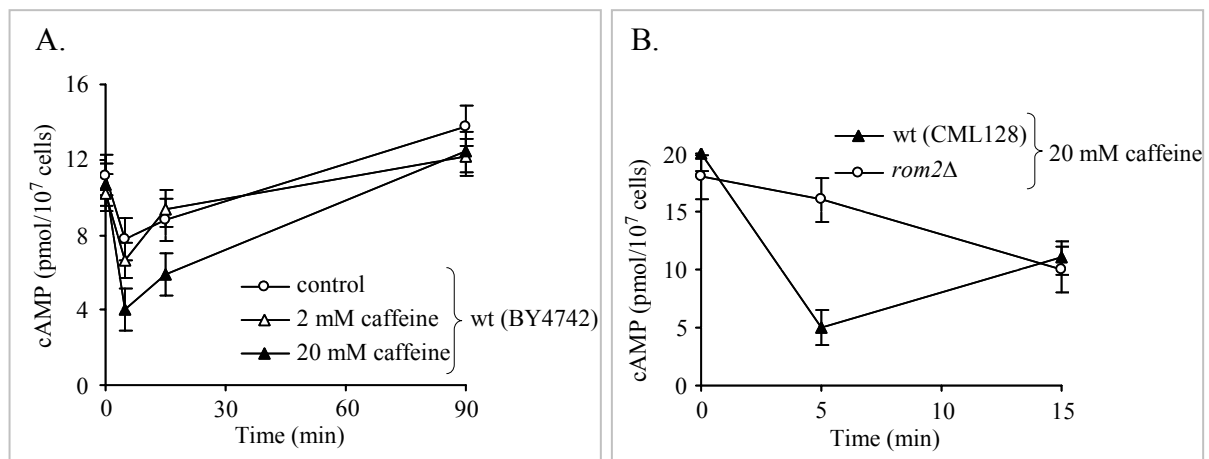 A.
16
12
8
4
0
cAMP (pmol/10⁷ cells)
control
2 mM caffeine
20 mM caffeine
wt (BY4742)
0
30
60
90
Time (min)
B.
20
15
10
5
0
cAMP (pmol/10⁷ cells)
wt (CML128)
rom2Δ
20 mM caffeine
0
5
10
15
Time (min)